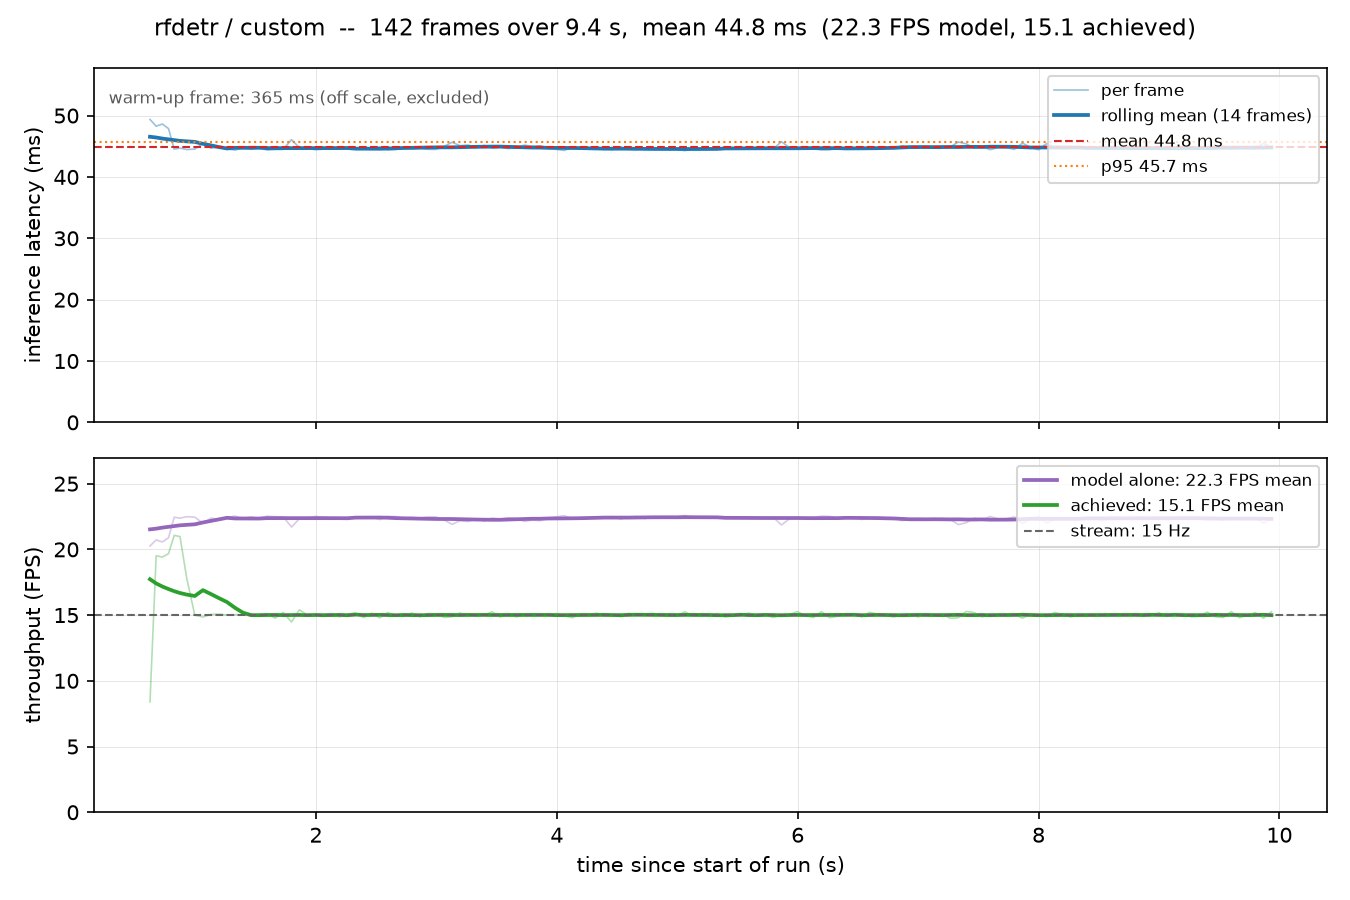 rfdetr / custom  --  142 frames over 9.4 s,  mean 44.8 ms  (22.3 FPS model, 15.1 achieved)
warm-up frame: 365 ms (off scale, excluded)
per frame
rolling mean (14 frames)
mean 44.8 ms
p95 45.7 ms
inference latency (ms)
50
40
30
20
10
0
model alone: 22.3 FPS mean
achieved: 15.1 FPS mean
stream: 15 Hz
throughput (FPS)
25
20
15
10
5
0
2 4 6 8 10
time since start of run (s)